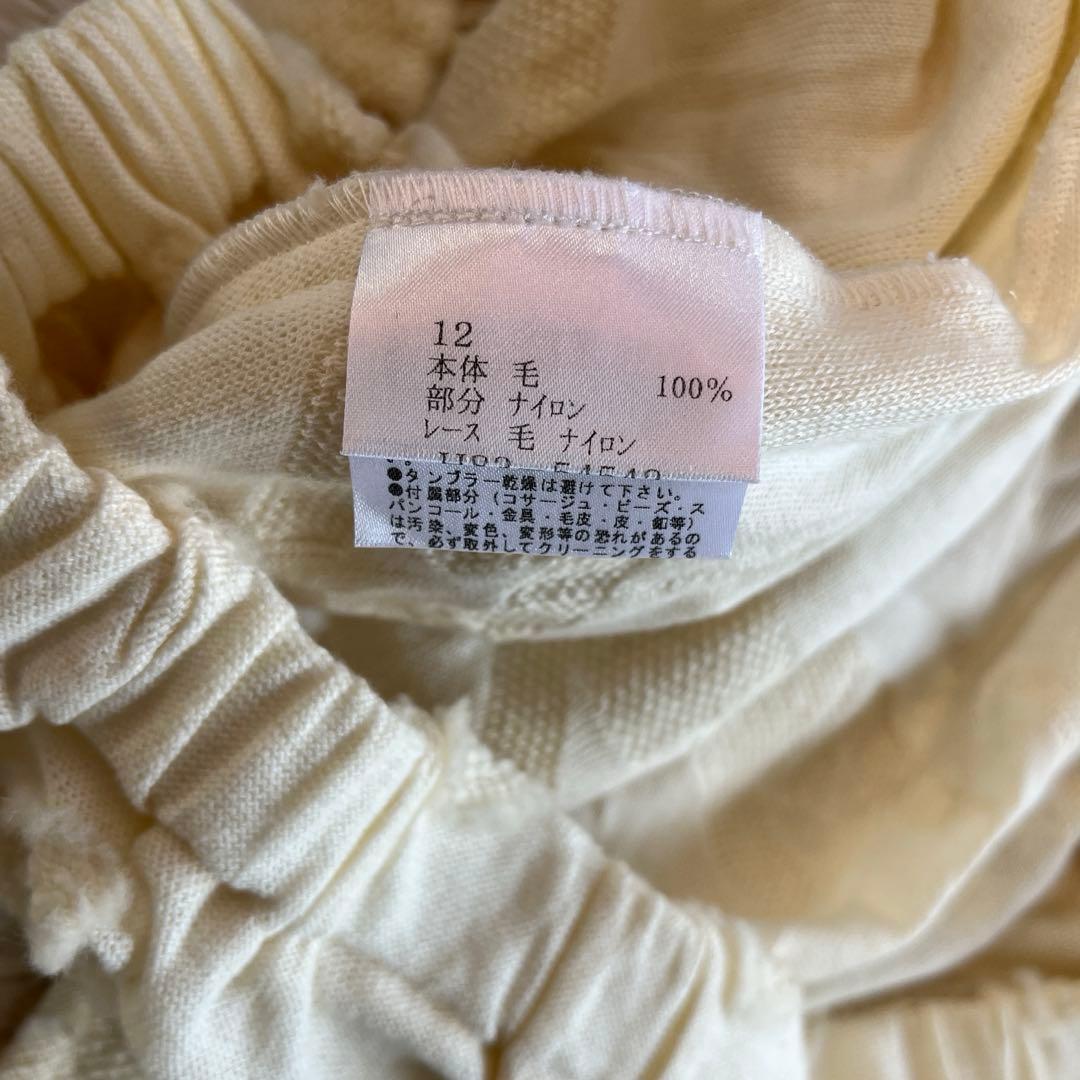 12
本体 毛 100%
部分 ナイロン
レース 毛 ナイロン
●タンブラー乾燥は避けて下さい。
●付属部分（コサージュ・ビーズ・ス
パンコール・金具・毛皮・皮・釦等）
は汚染、変色、変形等の恐れがあるの
で、必ず取外してクリーニングをする